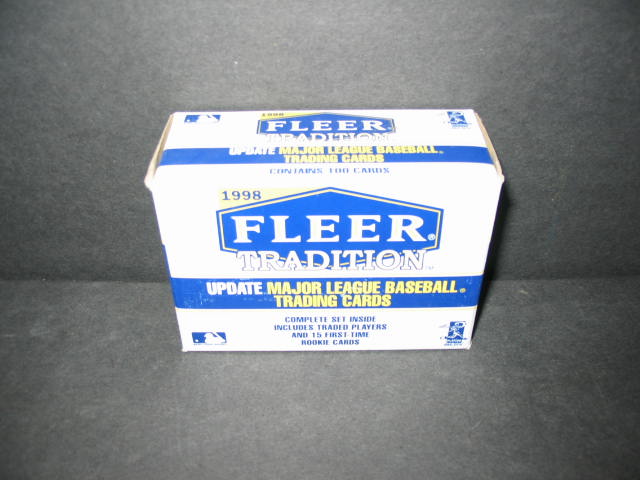 1998
FLEER
TRADITION
UPDATE MAJOR LEAGUE BASEBALL®
TRADING CARDS
CONTAINS 100 CARDS
1998
FLEER®
TRADITION™
UPDATE MAJOR LEAGUE BASEBALL®
TRADING CARDS
COMPLETE SET INSIDE
INCLUDES TRADED PLAYERS
AND 15 FIRST-TIME
ROOKIE CARDS